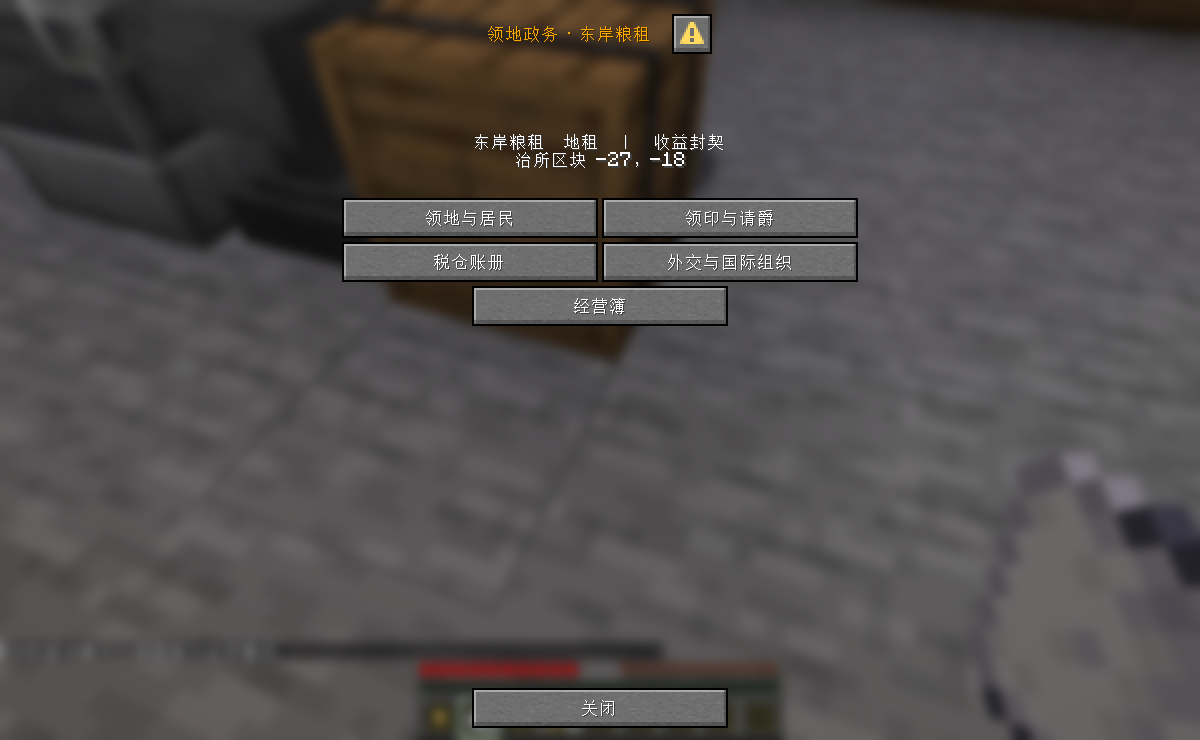 领地政务 · 东岸粮租
东岸粮租 地租 | 收益封契
治所区块 -27, -18
领地与居民
领印与请爵
税仓账册
外交与国际组织
经营簿
关闭